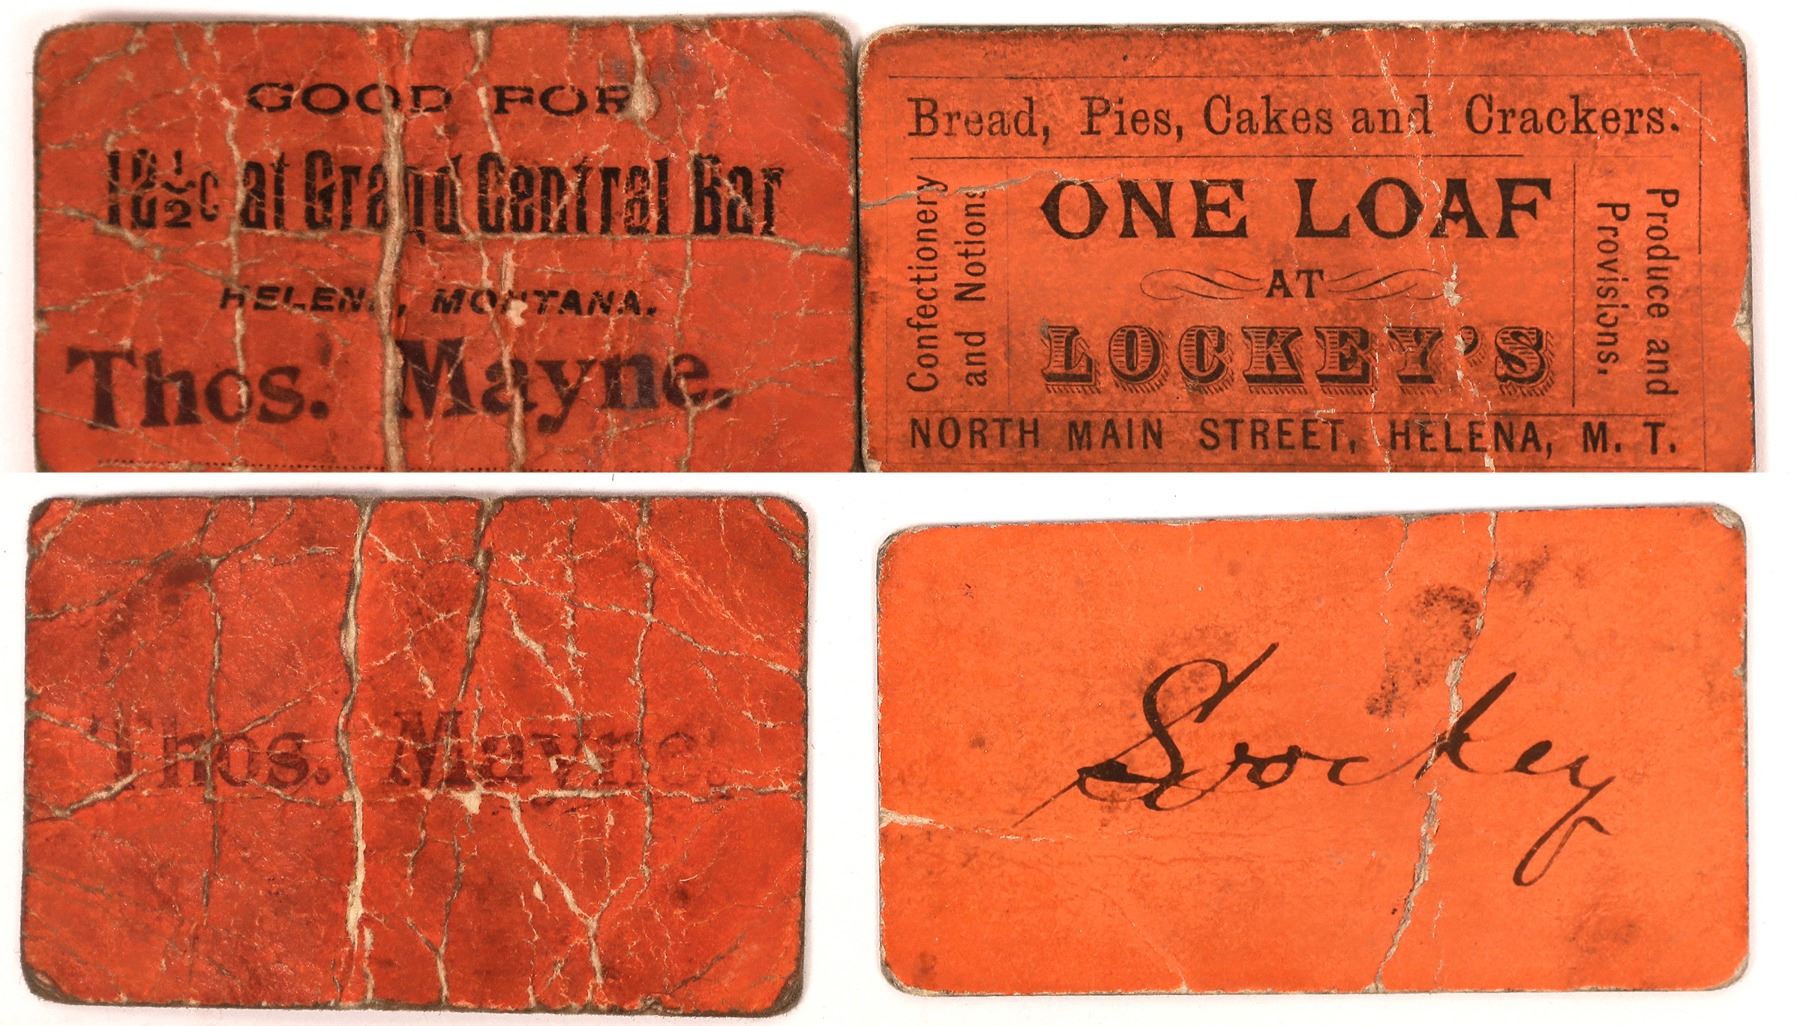 GOOD FOR
12½c at Grand Central Bar
HELENA, MONTANA.
Thos. Mayne.
Bread, Pies, Cakes and Crackers.
Confectionery
and Notions
ONE LOAF
AT
LOCKEY'S
Produce and
Provisions.
NORTH MAIN STREET, HELENA, M. T.
Thos. Mayne.
Lockey